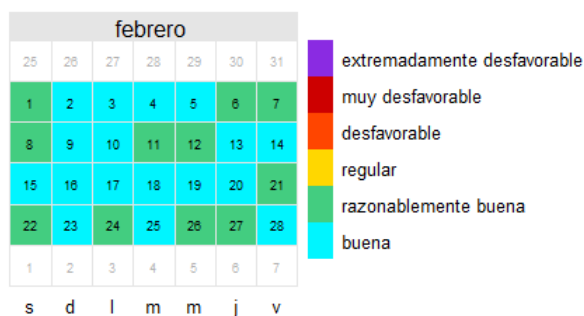 febrero
25 26 27 28 29 30 31
1 2 3 4 5 6 7
8 9 10 11 12 13 14
15 16 17 18 19 20 21
22 23 24 25 26 27 28
1 2 3 4 5 6 7
s d l m m j v
extremadamente desfavorable
muy desfavorable
desfavorable
regular
razonablemente buena
buena